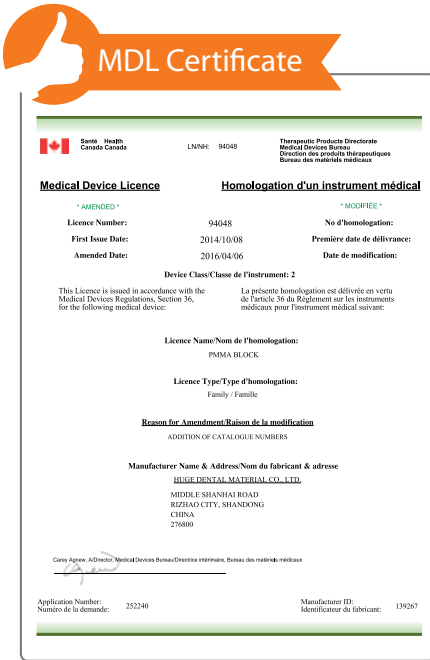 MDL Certificate
Santé Health
Canada Canada
LN/NH: 94048
Therapeutic Products Directorate
Medical Devices Bureau
Direction des produits thérapeutiques
Bureau des matériels médicaux
Medical Device Licence
Homologation d'un instrument médical
* AMENDED *
* MODIFIÉE *
Licence Number: 94048 No d'homologation:
First Issue Date: 2014/10/08 Première date de délivrance:
Amended Date: 2016/04/06 Date de modification:
Device Class/Classe de l'instrument: 2
This Licence is issued in accordance with the
Medical Devices Regulations, Section 36,
for the following medical device:
La présente homologation est délivrée en vertu
de l'article 36 du Règlement sur les instruments
médicaux pour l'instrument médical suivant:
Licence Name/Nom de l'homologation:
PMMA BLOCK
Licence Type/Type d'homologation:
Family / Famille
Reason for Amendment/Raison de la modification
ADDITION OF CATALOGUE NUMBERS
Manufacturer Name & Address/Nom du fabricant & adresse
HUGE DENTAL MATERIAL CO., LTD.
MIDDLE SHANHAI ROAD
RIZHAO CITY, SHANDONG
CHINA
276800
Carey Agnew, A/Director, Medical Devices Bureau/Directrice intérimaire, Bureau des matériels médicaux
Application Number:
Numéro de la demande:
252240
Manufacturer ID:
Identificateur du fabricant:
139267